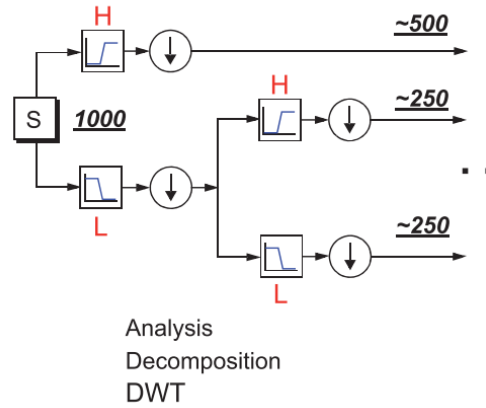 H
~500
H
~250
S
1000
L
~250
L
Analysis
Decomposition
DWT